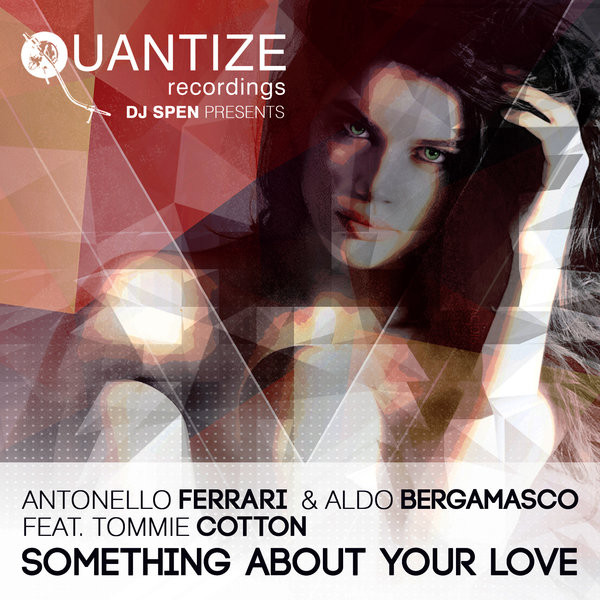 QUANTIZE
recordings
DJ SPEN PRESENTS
ANTONELLO FERRARI & ALDO BERGAMASCO
FEAT. TOMMIE COTTON
SOMETHING ABOUT YOUR LOVE